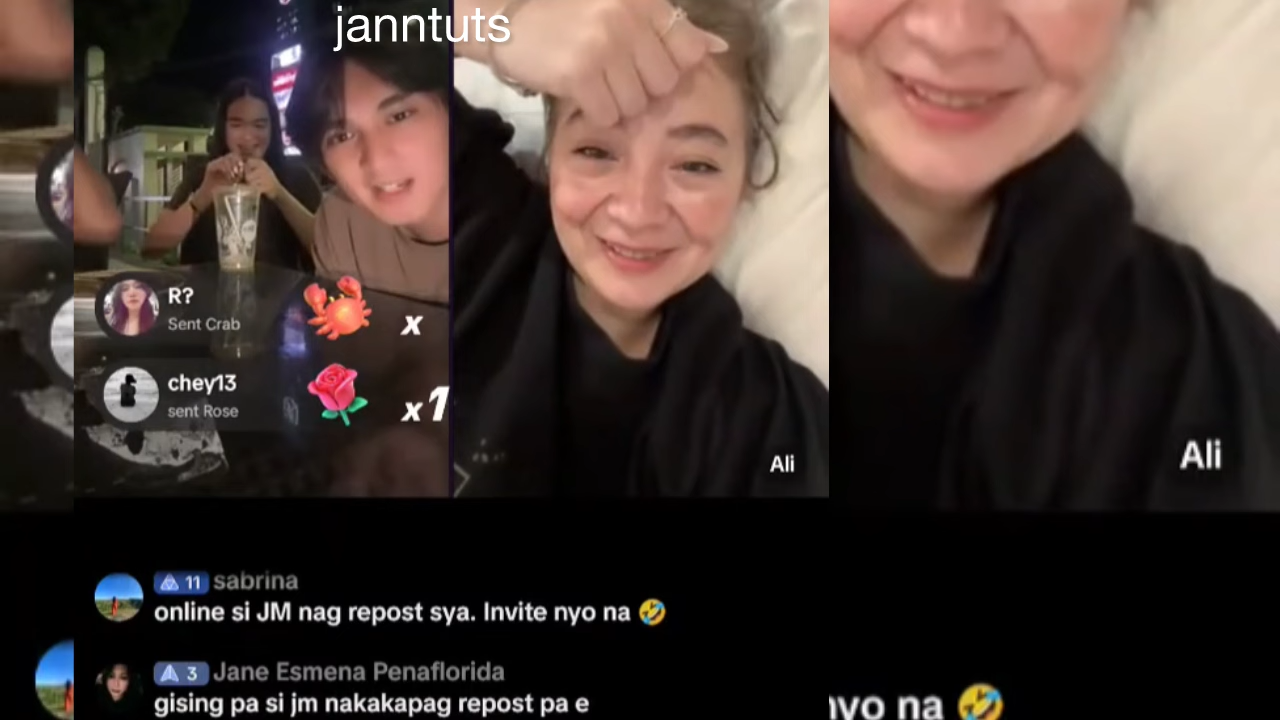 janntuts
R?
Sent Crab
x
chey13
sent Rose
x1
Ali
Ali
11 sabrina
online si JM nag repost sya. Invite nyo na 🤣
3 Jane Esmena Penaflorida
gising pa si jm nakakapag repost pa e
nyo na 🤣